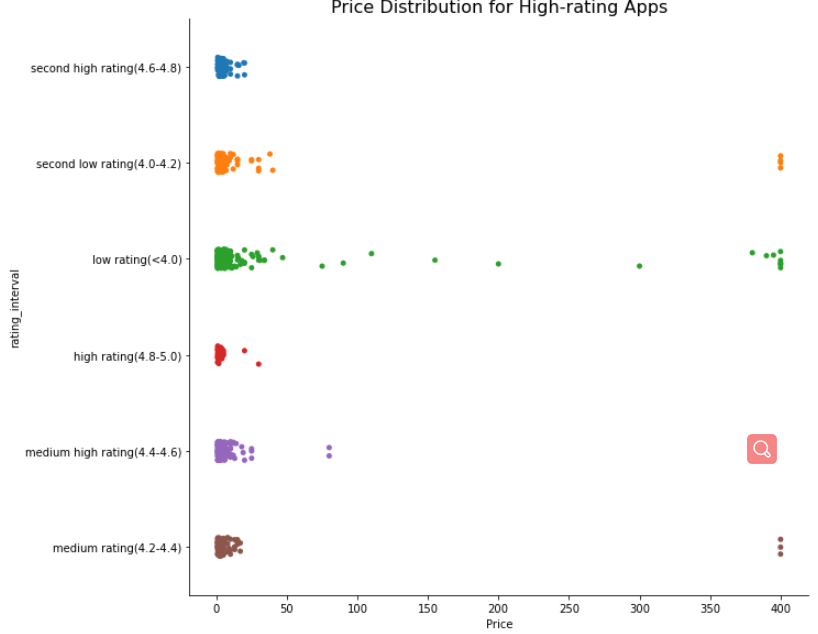 Price Distribution for High-rating Apps
second high rating(4.6-4.8)
second low rating(4.0-4.2)
low rating(<4.0)
high rating(4.8-5.0)
medium high rating(4.4-4.6)
medium rating(4.2-4.4)
rating_interval
0 50 100 150 200 250 300 350 400
Price